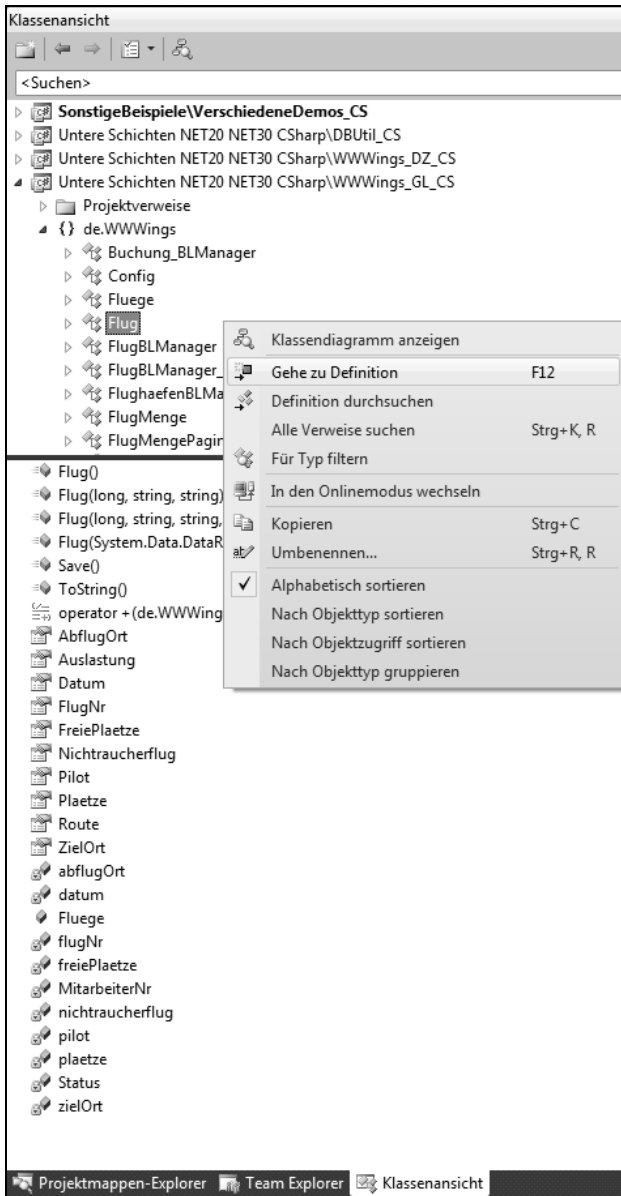 Klassenansicht
<Suchen>
SonstigeBeispiele\VerschiedeneDemos_CS
Untere Schichten NET20 NET30 CSharp\DBUtil_CS
Untere Schichten NET20 NET30 CSharp\WWWings_DZ_CS
Untere Schichten NET20 NET30 CSharp\WWWings_GL_CS
Projektverweise
{} de.WWWings
Buchung_BLManager
Config
Fluege
Flug
FlugBLManager
FlugBLManager_
FlughaefenBLMa
FlugMenge
FlugMengePagin
Klassendiagramm anzeigen
Gehe zu Definition F12
Definition durchsuchen
Alle Verweise suchen Strg+K, R
Für Typ filtern
In den Onlinemodus wechseln
Kopieren Strg+C
Umbenennen... Strg+R, R
Alphabetisch sortieren
Nach Objekttyp sortieren
Nach Objektzugriff sortieren
Nach Objekttyp gruppieren
Flug()
Flug(long, string, string)
Flug(long, string, string,
Flug(System.Data.DataR
Save()
ToString()
operator +(de.WWWing
AbflugOrt
Auslastung
Datum
FlugNr
FreiePlaetze
Nichtraucherflug
Pilot
Plaetze
Route
ZielOrt
abflugOrt
datum
Fluege
flugNr
freiePlaetze
MitarbeiterNr
nichtraucherflug
pilot
plaetze
Status
zielOrt
Projektmappen-Explorer Team Explorer Klassenansicht